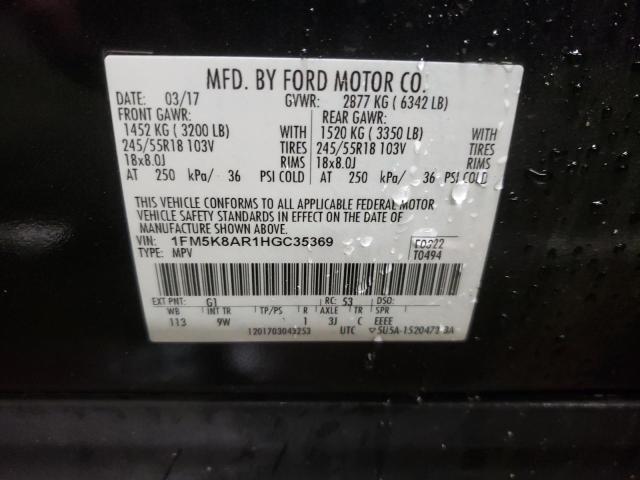 MFD. BY FORD MOTOR CO.
DATE: 03/17 GVWR: 2877 KG ( 6342 LB)
FRONT GAWR: REAR GAWR:
1452 KG ( 3200 LB) WITH 1520 KG ( 3350 LB) WITH
245/55R18 103V TIRES 245/55R18 103V TIRES
18x8.0J RIMS 18x8.0J RIMS
AT 250 kPa/ 36 PSI COLD AT 250 kPa/ 36 PSI COLD
THIS VEHICLE CONFORMS TO ALL APPLICABLE FEDERAL MOTOR
VEHICLE SAFETY STANDARDS IN EFFECT ON THE DATE OF
MANUFACTURE SHOWN ABOVE.
VIN: 1FM5K8AR1HGC35369 F0322
TYPE: MPV T0494
EXT PNT: G1 RC: 53 DSO:
WB INT TR TP/PS R AXLE TR SPR
113 9W 1 3J C EEEE
1201703043253 UTC